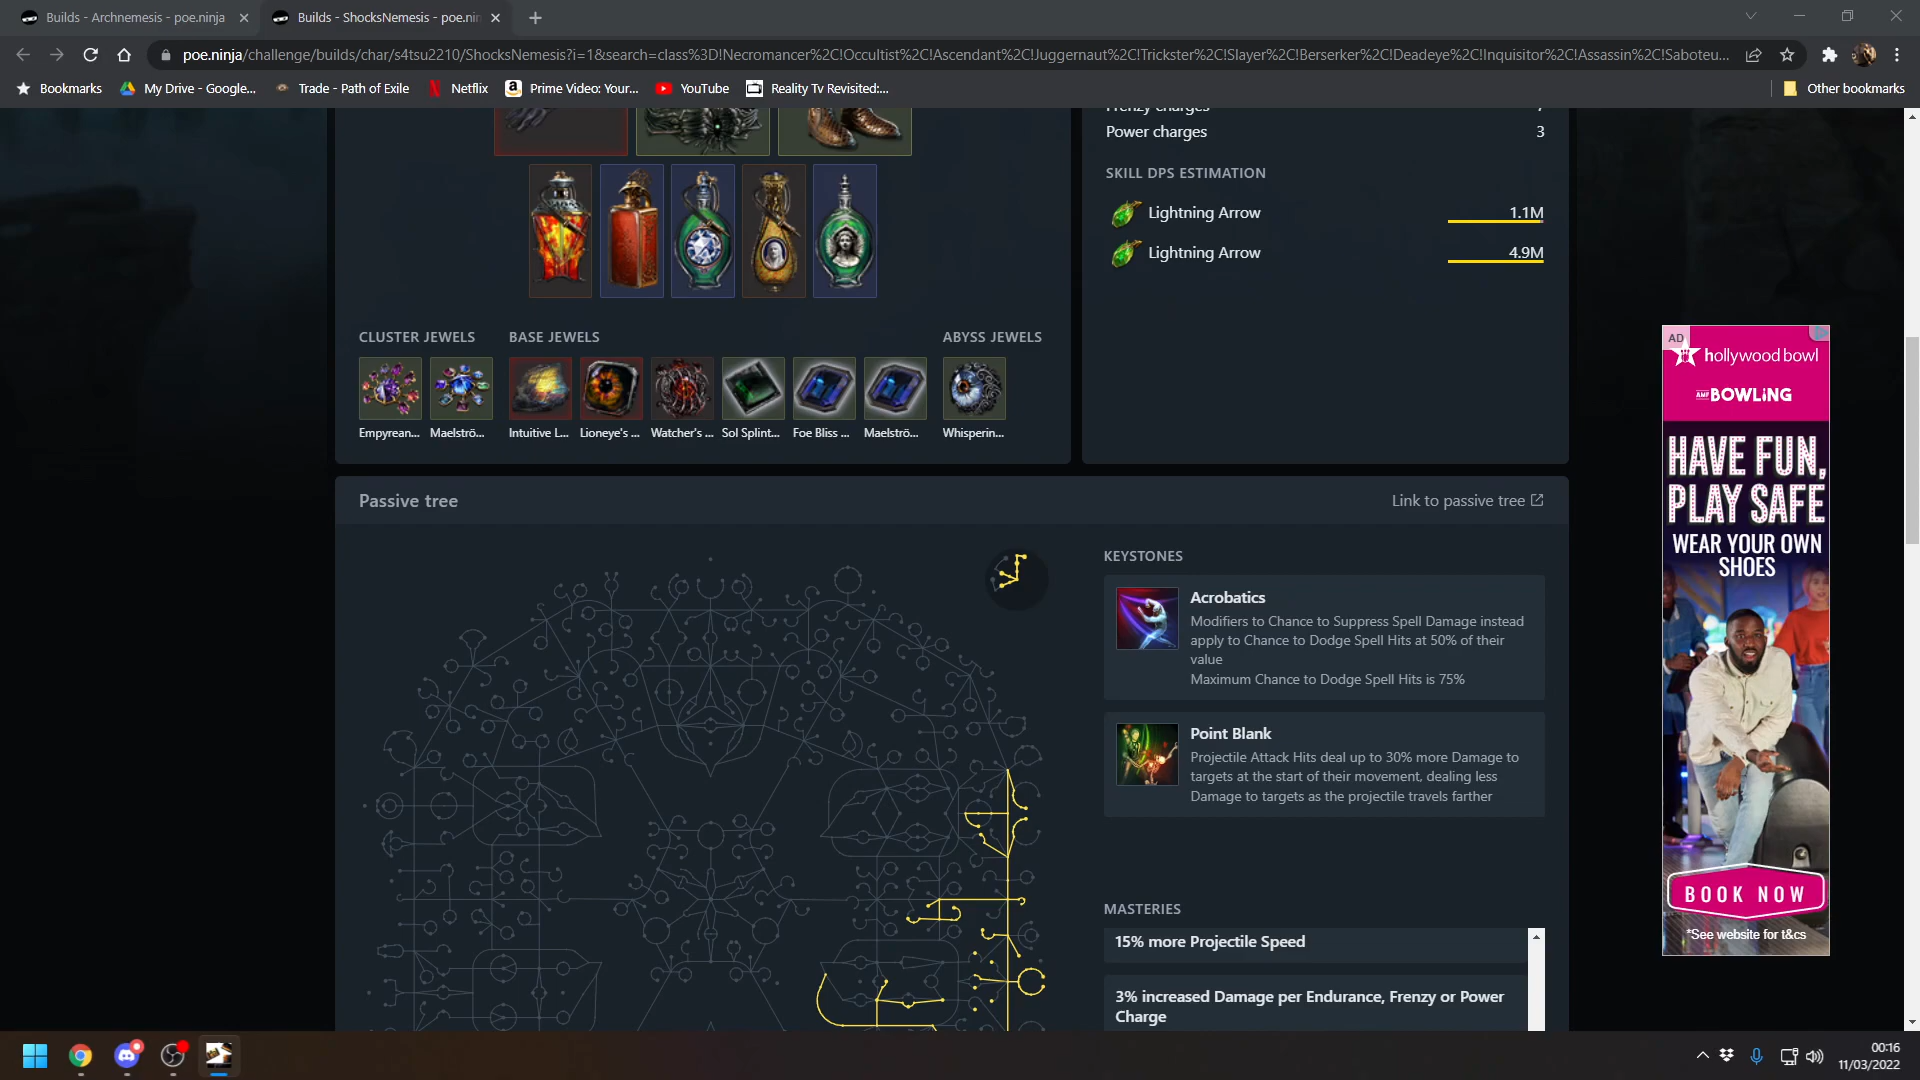 Builds - Archnemesis - poe.ninja
Builds - ShocksNemesis - poe.nin
poe.ninja/challenge/builds/char/s4tsu2210/ShocksNemesis?i=1&search=class%3D!Necromancer%2C!Occultist%2C!Ascendant%2C!Juggernaut%2C!Trickster%2C!Slayer%2C!Berserker%2C!Deadeye%2C!Inquisitor%2C!Assassin%2C!Saboteu...
Bookmarks
My Drive - Google...
Trade - Path of Exile
Netflix
Prime Video: Your...
YouTube
Reality Tv Revisited:...
Other bookmarks
Frenzy charges
Power charges 3
SKILL DPS ESTIMATION
Lightning Arrow 1.1M
Lightning Arrow 4.9M
CLUSTER JEWELS
BASE JEWELS
ABYSS JEWELS
Empyrean...
Maelströ...
Intuitive L...
Lioneye's ...
Watcher's ...
Sol Splint...
Foe Bliss ...
Maelströ...
Whisperin...
Passive tree
Link to passive tree
KEYSTONES
Acrobatics
Modifiers to Chance to Suppress Spell Damage instead
apply to Chance to Dodge Spell Hits at 50% of their
value
Maximum Chance to Dodge Spell Hits is 75%
Point Blank
Projectile Attack Hits deal up to 30% more Damage to
targets at the start of their movement, dealing less
Damage to targets as the projectile travels farther
MASTERIES
15% more Projectile Speed
3% increased Damage per Endurance, Frenzy or Power
Charge
AD
hollywood bowl
AMF BOWLING
HAVE FUN,
PLAY SAFE
WEAR YOUR OWN
SHOES
BOOK NOW
*See website for t&cs
00:16
11/03/2022